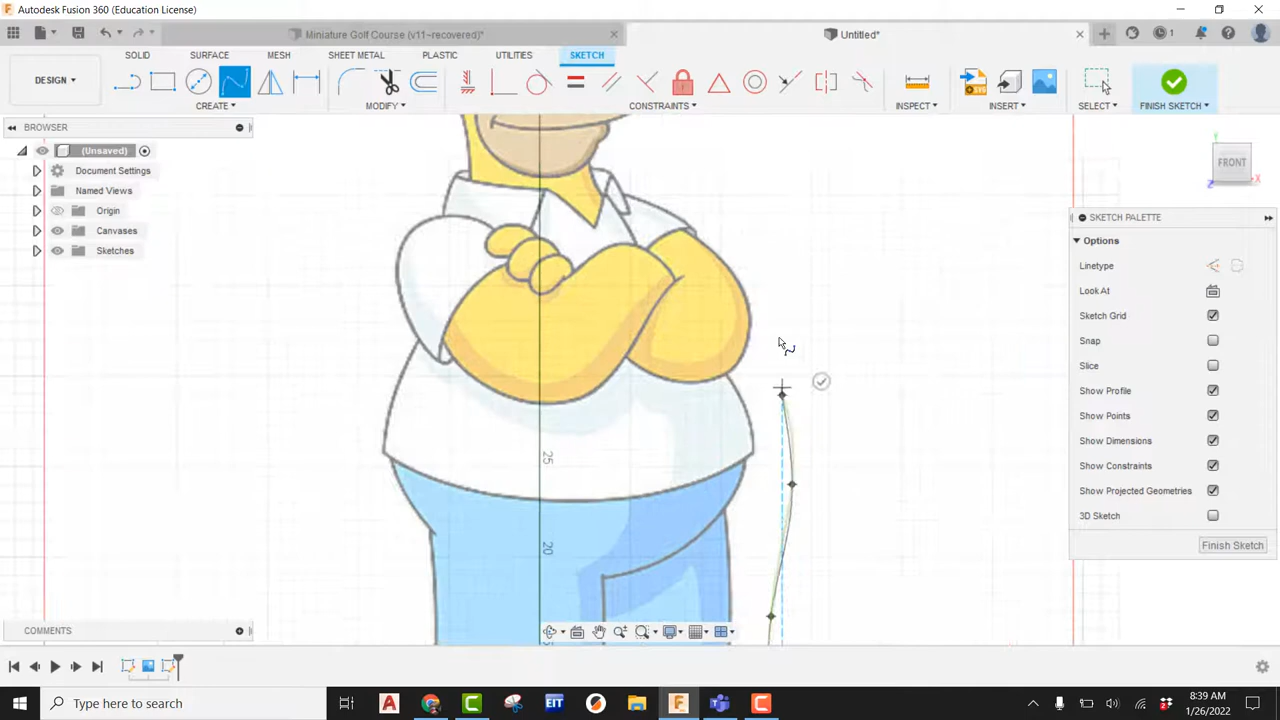 Autodesk Fusion 360 (Education License)
Miniature Golf Course (v11~recovered)*
Untitled*
1
SOLID SURFACE MESH SHEET METAL PLASTIC UTILITIES SKETCH
DESIGN
CREATE MODIFY CONSTRAINTS INSPECT INSERT SELECT FINISH SKETCH
BROWSER
(Unsaved)
Document Settings
Named Views
Origin
Canvases
Sketches
FRONT
Y
X
Z
SKETCH PALETTE
Options
Linetype
Look At
Sketch Grid
Snap
Slice
Show Profile
Show Points
Show Dimensions
Show Constraints
Show Projected Geometries
3D Sketch
Finish Sketch
25
20
COMMENTS
Type here to search
EIT
8:39 AM
1/26/2022